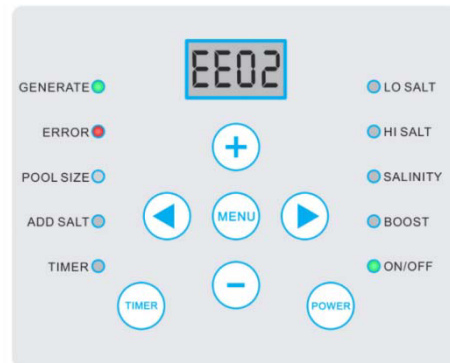 EE02
GENERATE
LO SALT
ERROR
HI SALT
+
POOL SIZE
SALINITY
MENU
ADD SALT
BOOST
TIMER
ON/OFF
−
TIMER
POWER